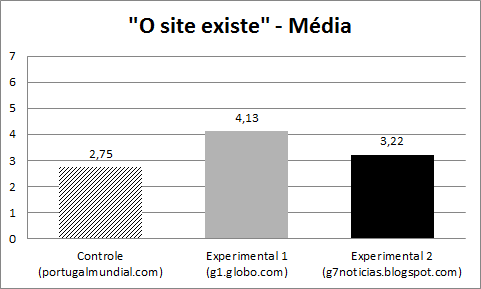 "O site existe" - Média
7
6
5
4
3
2
1
0
2,75
4,13
3,22
Controle
(portugalmundial.com)
Experimental 1
(g1.globo.com)
Experimental 2
(g7noticias.blogspot.com)